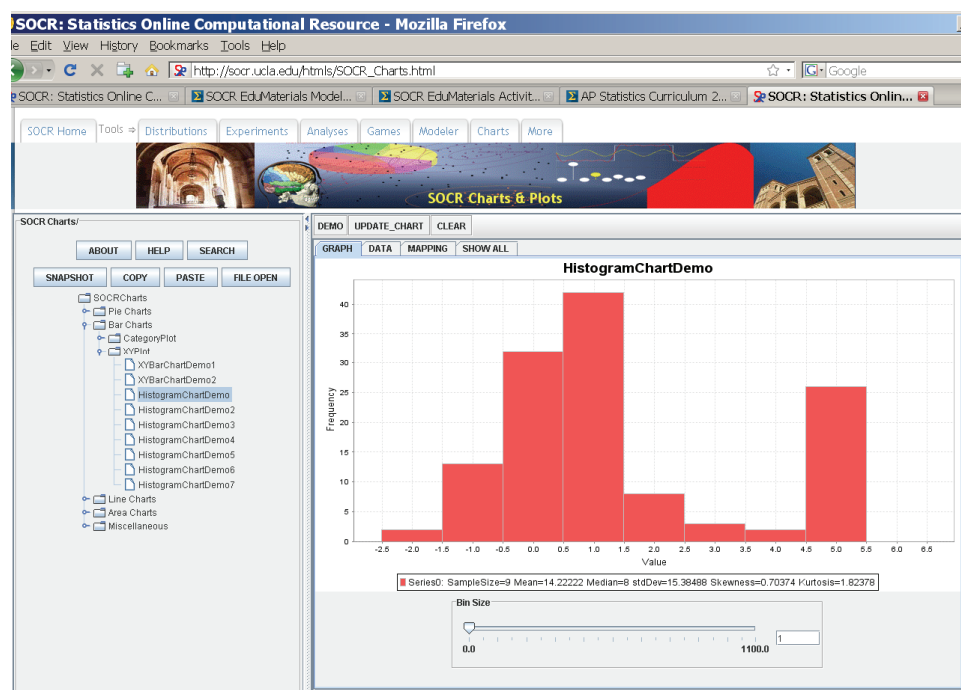 SOCR: Statistics Online Computational Resource - Mozilla Firefox
Edit View History Bookmarks Tools Help
http://socr.ucla.edu/htmls/SOCR_Charts.html
Google
SOCR: Statistics Online C...
SOCR EduMaterials Model...
SOCR EduMaterials Activit...
AP Statistics Curriculum 2...
SOCR: Statistics Onlin...
SOCR Home Tools ⇒ Distributions Experiments Analyses Games Modeler Charts More
SOCR Charts & Plots
SOCR Charts/
ABOUT HELP SEARCH
SNAPSHOT COPY PASTE FILE OPEN
SOCRCharts
Pie Charts
Bar Charts
CategoryPlot
XYPlot
XYBarChartDemo1
XYBarChartDemo2
HistogramChartDemo
HistogramChartDemo2
HistogramChartDemo3
HistogramChartDemo4
HistogramChartDemo5
HistogramChartDemo6
HistogramChartDemo7
Line Charts
Area Charts
Miscellaneous
DEMO UPDATE_CHART CLEAR
GRAPH DATA MAPPING SHOW ALL
HistogramChartDemo
Frequency
40
35
30
25
20
15
10
5
0
-2.5 -2.0 -1.5 -1.0 -0.5 0.0 0.5 1.0 1.5 2.0 2.5 3.0 3.5 4.0 4.5 5.0 5.5 6.0 6.5
Value
Series0: SampleSize=9 Mean=14.22222 Median=8 stdDev=15.38488 Skewness=0.70374 Kurtosis=1.82378
Bin Size
0.0 1100.0
1